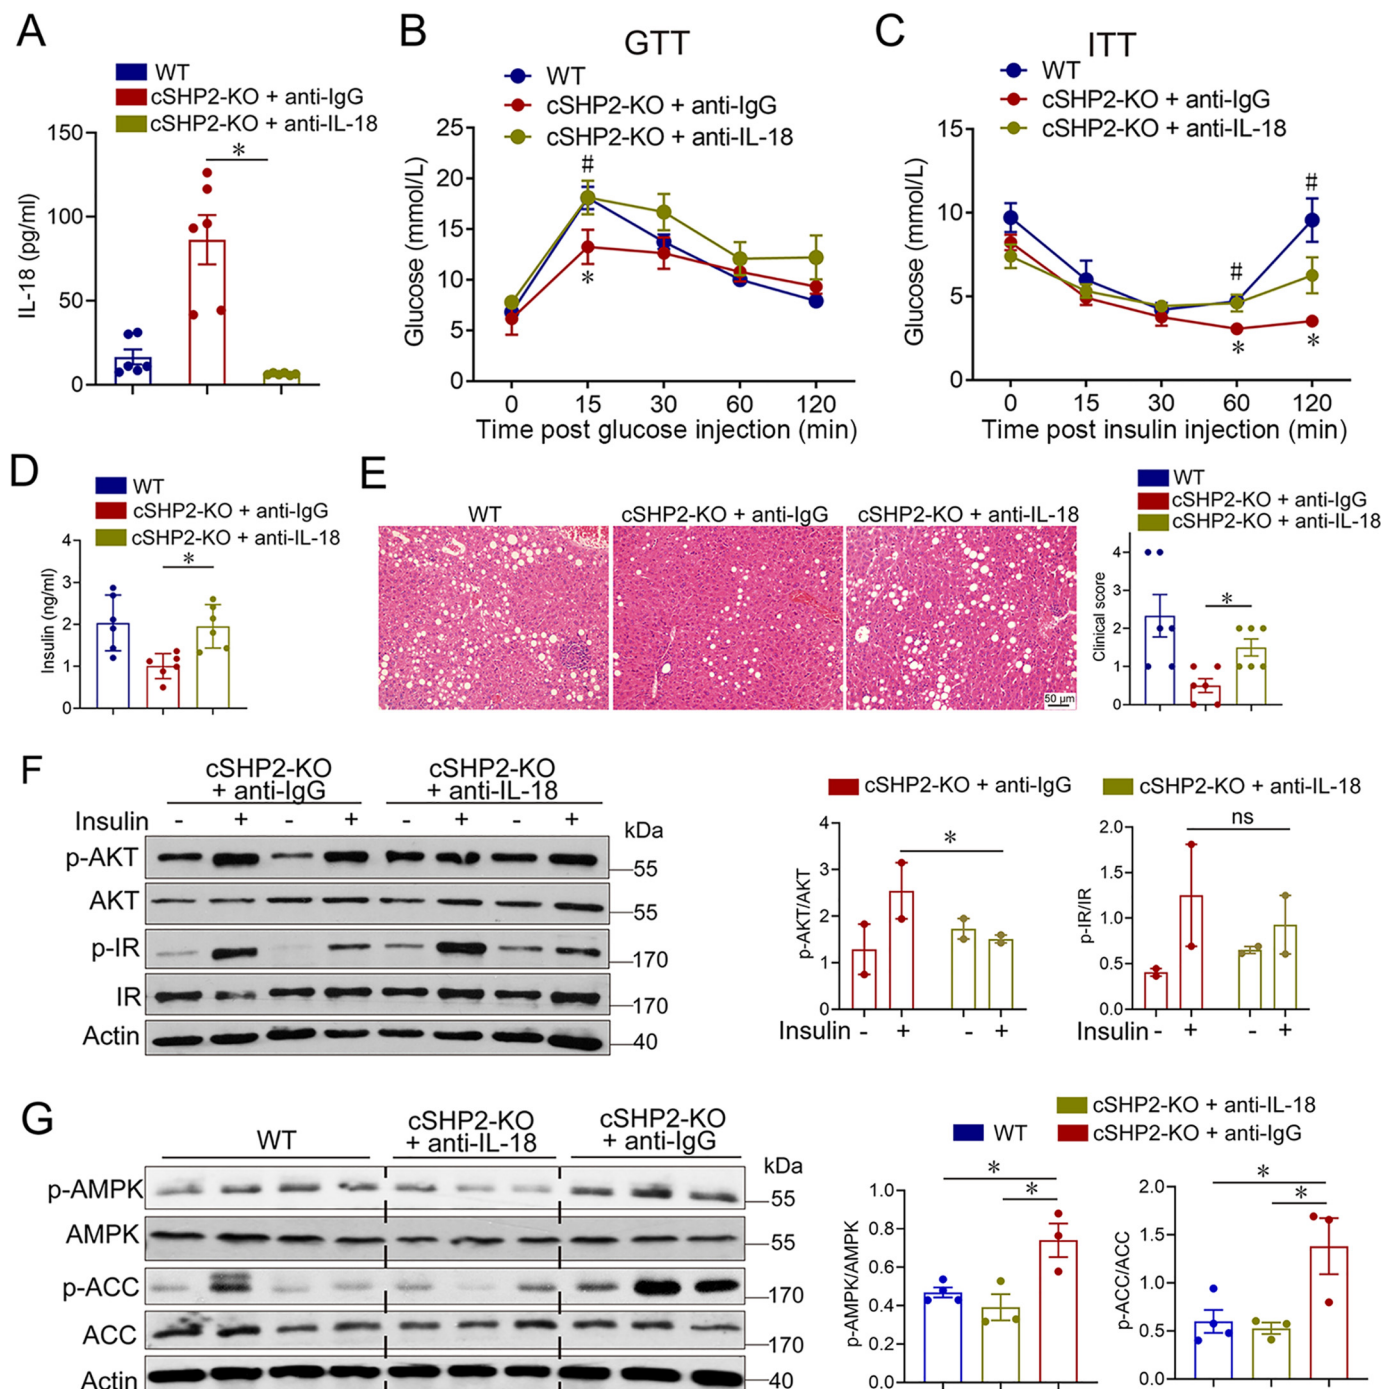 A
WT
cSHP2-KO + anti-IgG
cSHP2-KO + anti-IL-18
*
150
100
50
0
IL-18 (pg/ml)
B
GTT
WT
cSHP2-KO + anti-IgG
cSHP2-KO + anti-IL-18
25
20
15
10
5
0
Glucose (mmol/L)
#
*
0 15 30 60 120
Time post glucose injection (min)
C
ITT
WT
cSHP2-KO + anti-IgG
cSHP2-KO + anti-IL-18
15
10
5
0
Glucose (mmol/L)
#
#
*
*
0 15 30 60 120
Time post insulin injection (min)
D
WT
cSHP2-KO + anti-IgG
cSHP2-KO + anti-IL-18
*
4
3
2
1
0
Insulin (ng/ml)
E
WT cSHP2-KO + anti-IgG cSHP2-KO + anti-IL-18
50 µm
WT
cSHP2-KO + anti-IgG
cSHP2-KO + anti-IL-18
*
4
3
2
1
0
Clinical score
F
cSHP2-KO
+ anti-IgG
cSHP2-KO
+ anti-IL-18
Insulin - + - + - + - +
kDa
p-AKT 55
AKT 55
p-IR 170
IR 170
Actin 40
cSHP2-KO + anti-IgG
cSHP2-KO + anti-IL-18
4
3
2
1
0
p-AKT/AKT
*
Insulin - + - +
2.0
1.5
1.0
0.5
0.0
p-IR/IR
ns
Insulin - + - +
G
WT
cSHP2-KO
+ anti-IL-18
cSHP2-KO
+ anti-IgG
kDa
p-AMPK 55
AMPK 55
p-ACC 170
ACC 170
Actin 40
cSHP2-KO + anti-IL-18
WT cSHP2-KO + anti-IgG
*
*
1.0
0.8
0.6
0.4
0.2
0.0
p-AMPK/AMPK
*
*
2.0
1.5
1.0
0.5
0.0
p-ACC/ACC